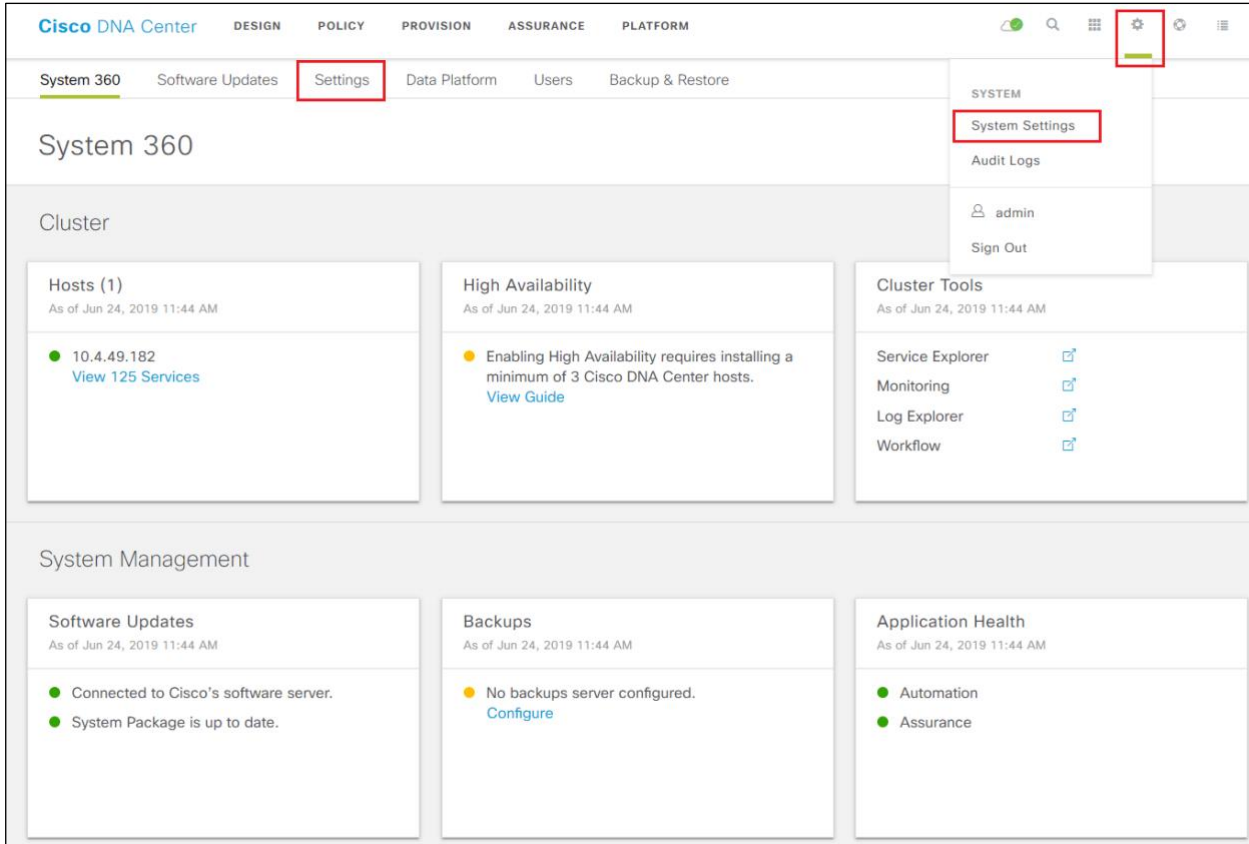 Cisco DNA Center DESIGN POLICY PROVISION ASSURANCE PLATFORM
System 360 Software Updates Settings Data Platform Users Backup & Restore
SYSTEM
System Settings
Audit Logs
admin
Sign Out
System 360
Cluster
Hosts (1)
As of Jun 24, 2019 11:44 AM
10.4.49.182
View 125 Services
High Availability
As of Jun 24, 2019 11:44 AM
Enabling High Availability requires installing a
minimum of 3 Cisco DNA Center hosts.
View Guide
Cluster Tools
As of Jun 24, 2019 11:44 AM
Service Explorer
Monitoring
Log Explorer
Workflow
System Management
Software Updates
As of Jun 24, 2019 11:44 AM
Connected to Cisco's software server.
System Package is up to date.
Backups
As of Jun 24, 2019 11:44 AM
No backups server configured.
Configure
Application Health
As of Jun 24, 2019 11:44 AM
Automation
Assurance